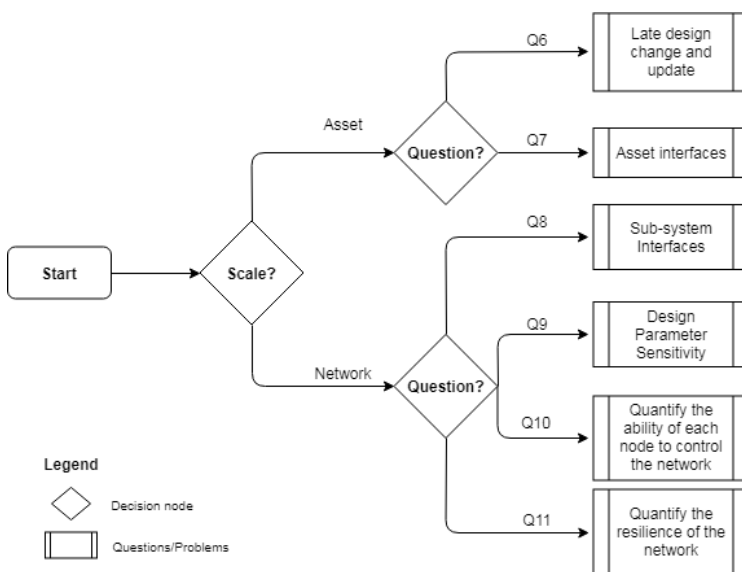 Q6
Late design
change and
update
Asset
Question?
Q7
Asset interfaces
Q8
Sub-system
Interfaces
Start
Scale?
Q9
Design
Parameter
Sensitivity
Network
Question?
Q10
Quantify the
ability of each
node to control
the network
Legend
Decision node
Q11
Quantify the
resilience of the
network
Questions/Problems